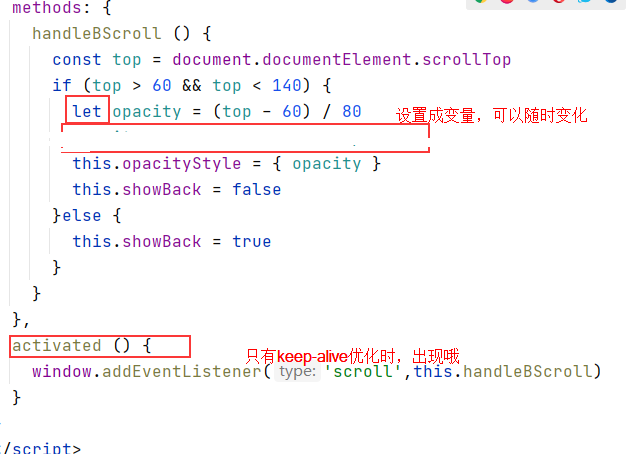 methods: {
handleBScroll () {
const top = document.documentElement.scrollTop
if (top > 60 && top < 140) {
let opacity = (top - 60) / 80
设置成变量，可以随时变化
this.opacityStyle = { opacity }
this.showBack = false
}else {
this.showBack = true
}
}
},
activated () {
只有keep-alive优化时，出现哦
window.addEventListener( type: 'scroll',this.handleBScroll)
}
/script>